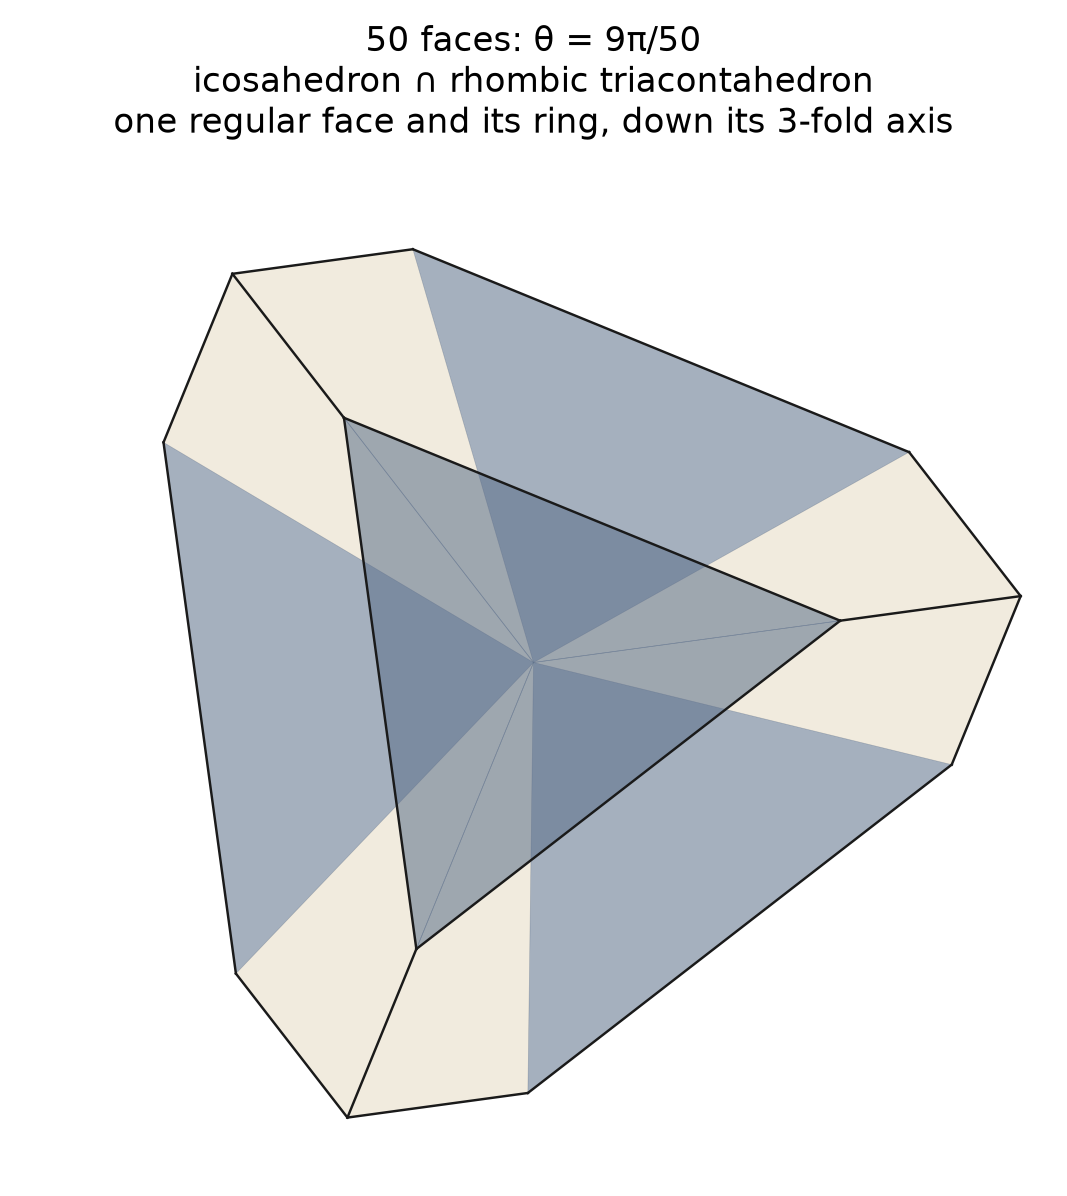 50 faces: θ = 9π/50
icosahedron ∩ rhombic triacontahedron
one regular face and its ring, down its 3-fold axis